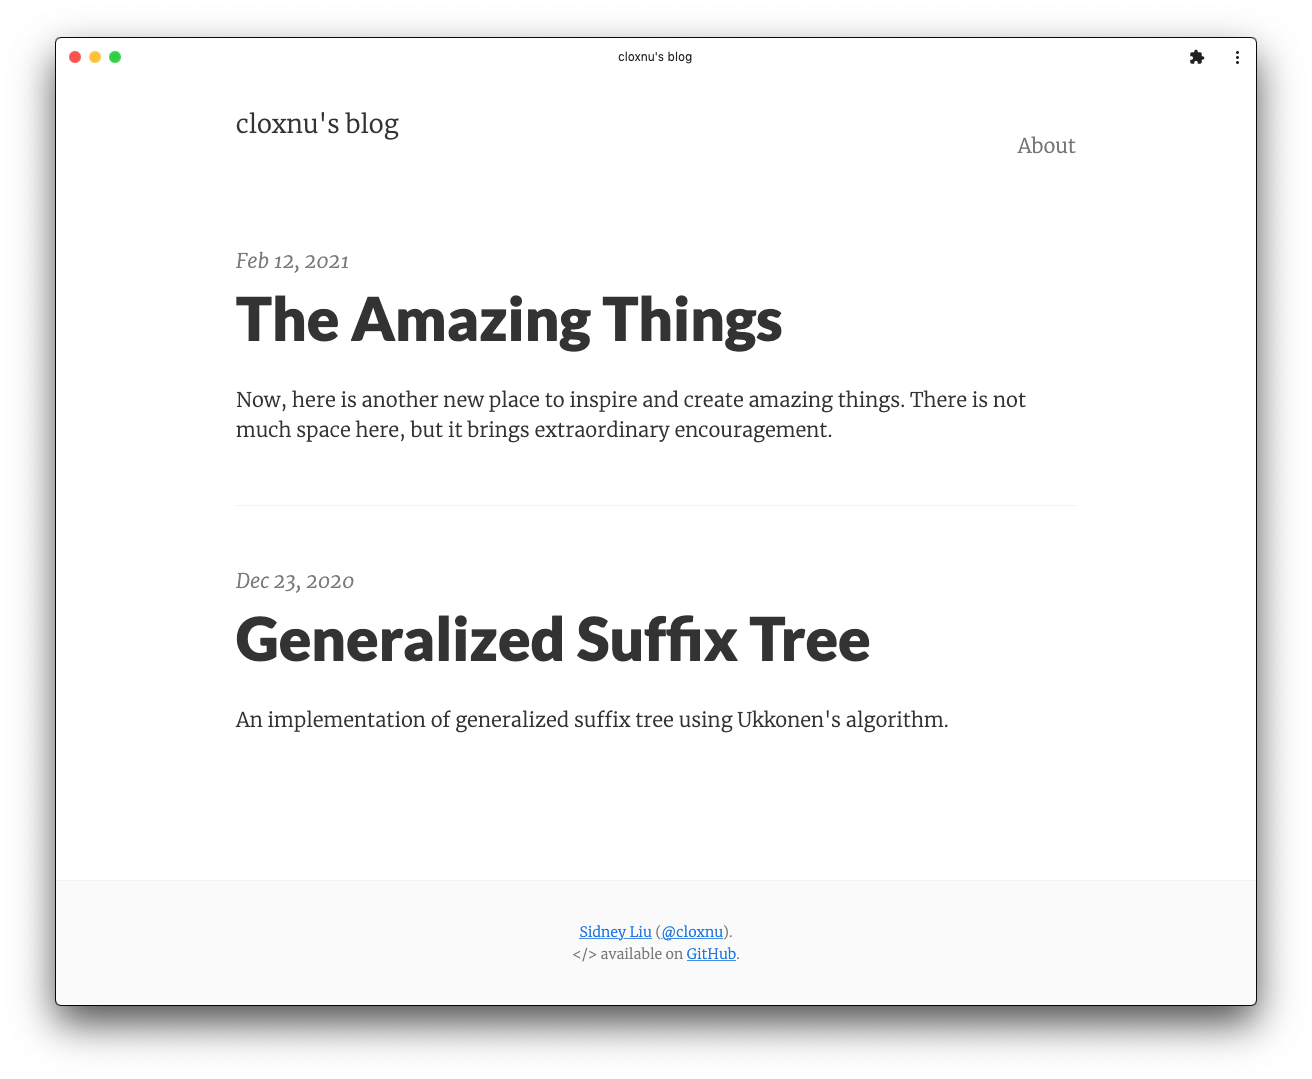 cloxnu's blog
cloxnu's blog
About
Feb 12, 2021
The Amazing Things
Now, here is another new place to inspire and create amazing things. There is not
much space here, but it brings extraordinary encouragement.
Dec 23, 2020
Generalized Suffix Tree
An implementation of generalized suffix tree using Ukkonen's algorithm.
Sidney Liu (@cloxnu).
</> available on GitHub.